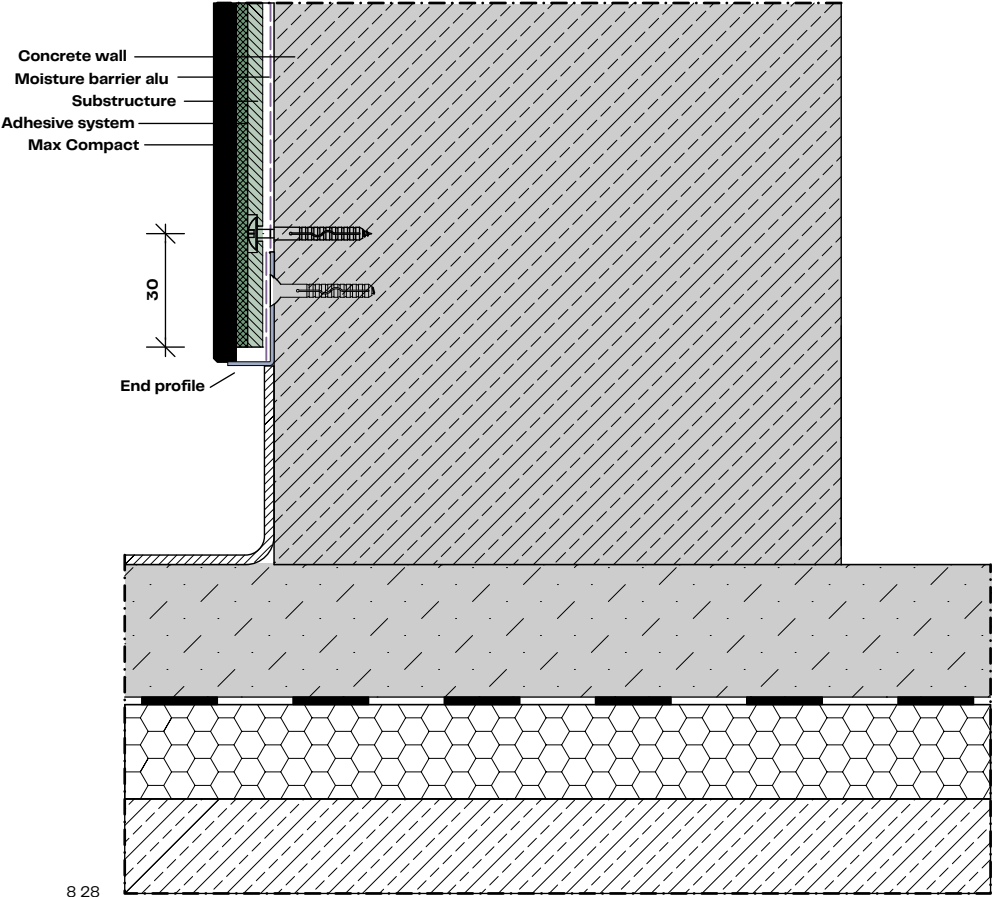 Concrete wall
Moisture barrier alu
Substructure
Adhesive system
Max Compact
30
End profile
8 28